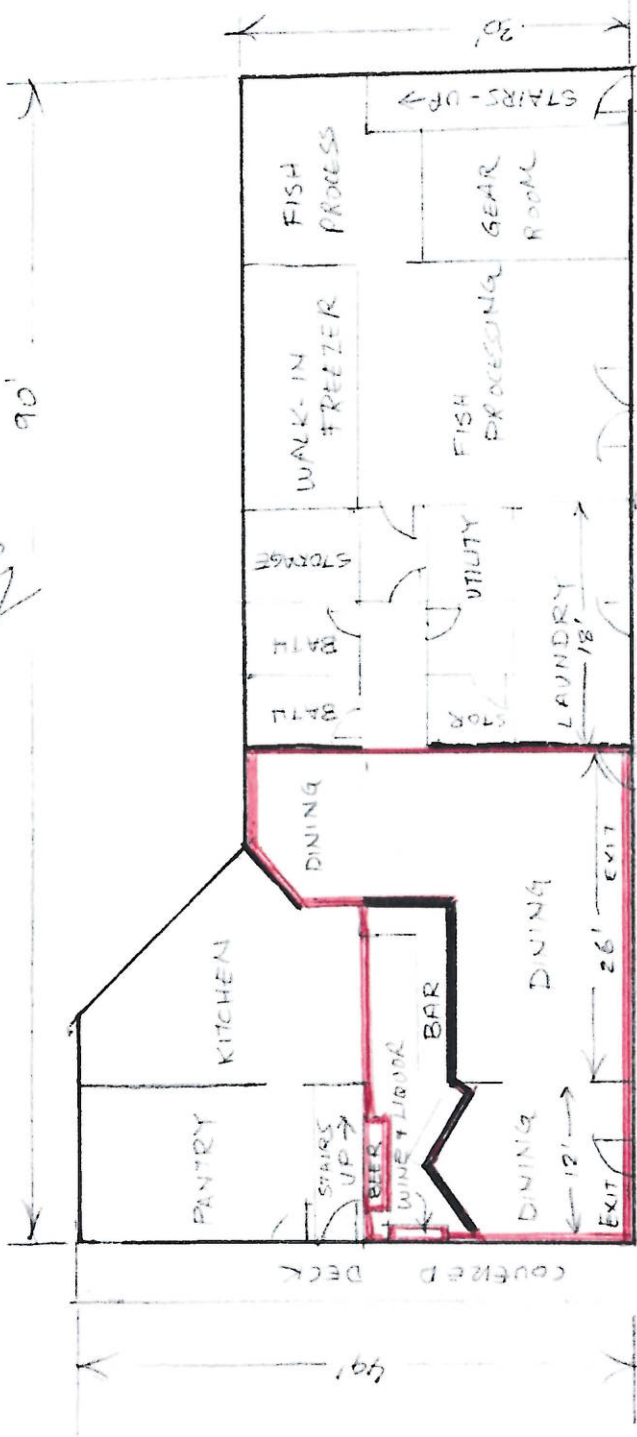 90'
30'
FISH
PROCESS
STAIRS-UP →
WALK-IN
FREEZER
GEAR
ROOM
FISH
PROCESSING
STORAGE
BATH
BATH
UTILITY
STOR
LAUNDRY
18'
KITCHEN
DINING
PANTRY
STAIRS
UP →
BEER
WINE + LIQUOR
BAR
DINING
DINING
26'
EXIT
12'
EXIT
COVERED DECK